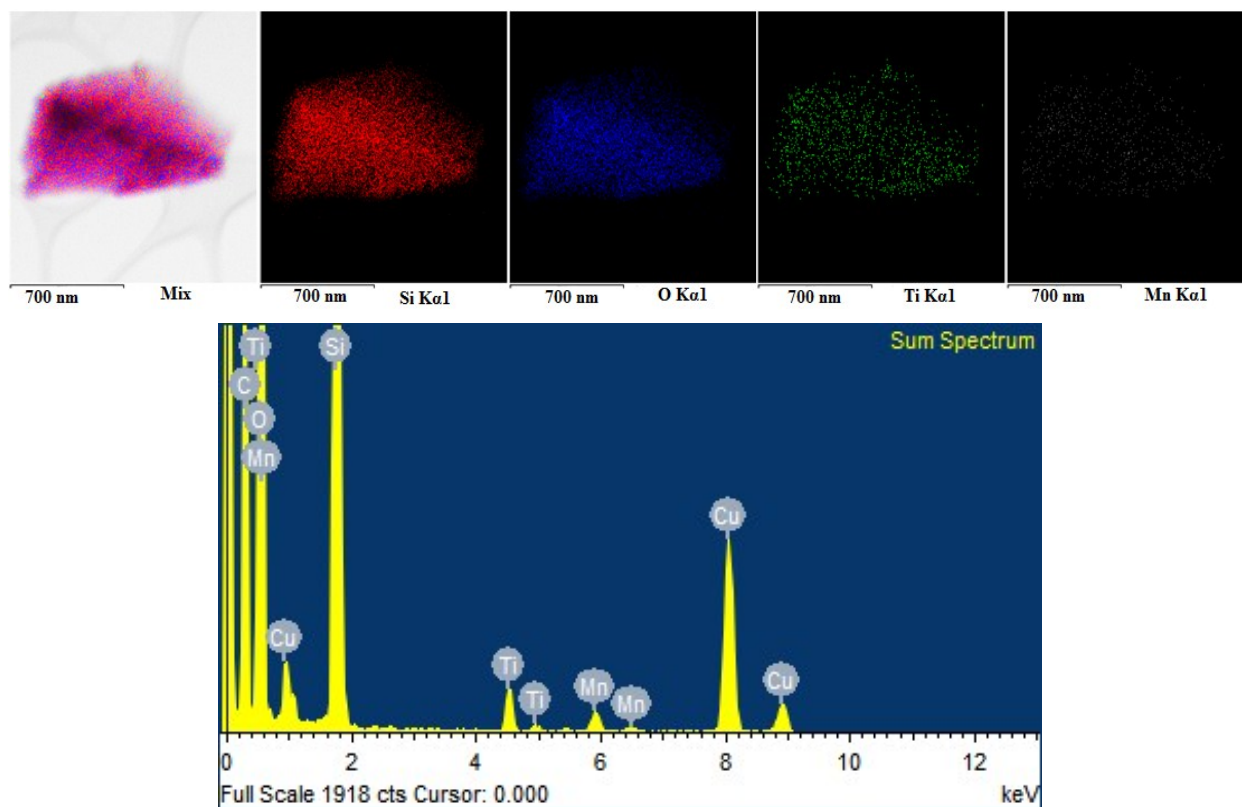 700 nm Mix 700 nm Si Kα1 700 nm O Kα1 700 nm Ti Kα1 700 nm Mn Kα1
Sum Spectrum
Ti Si
C
O
Mn
Cu
Cu
Ti Ti Mn Mn Cu
0 2 4 6 8 10 12
Full Scale 1918 cts Cursor: 0.000 keV